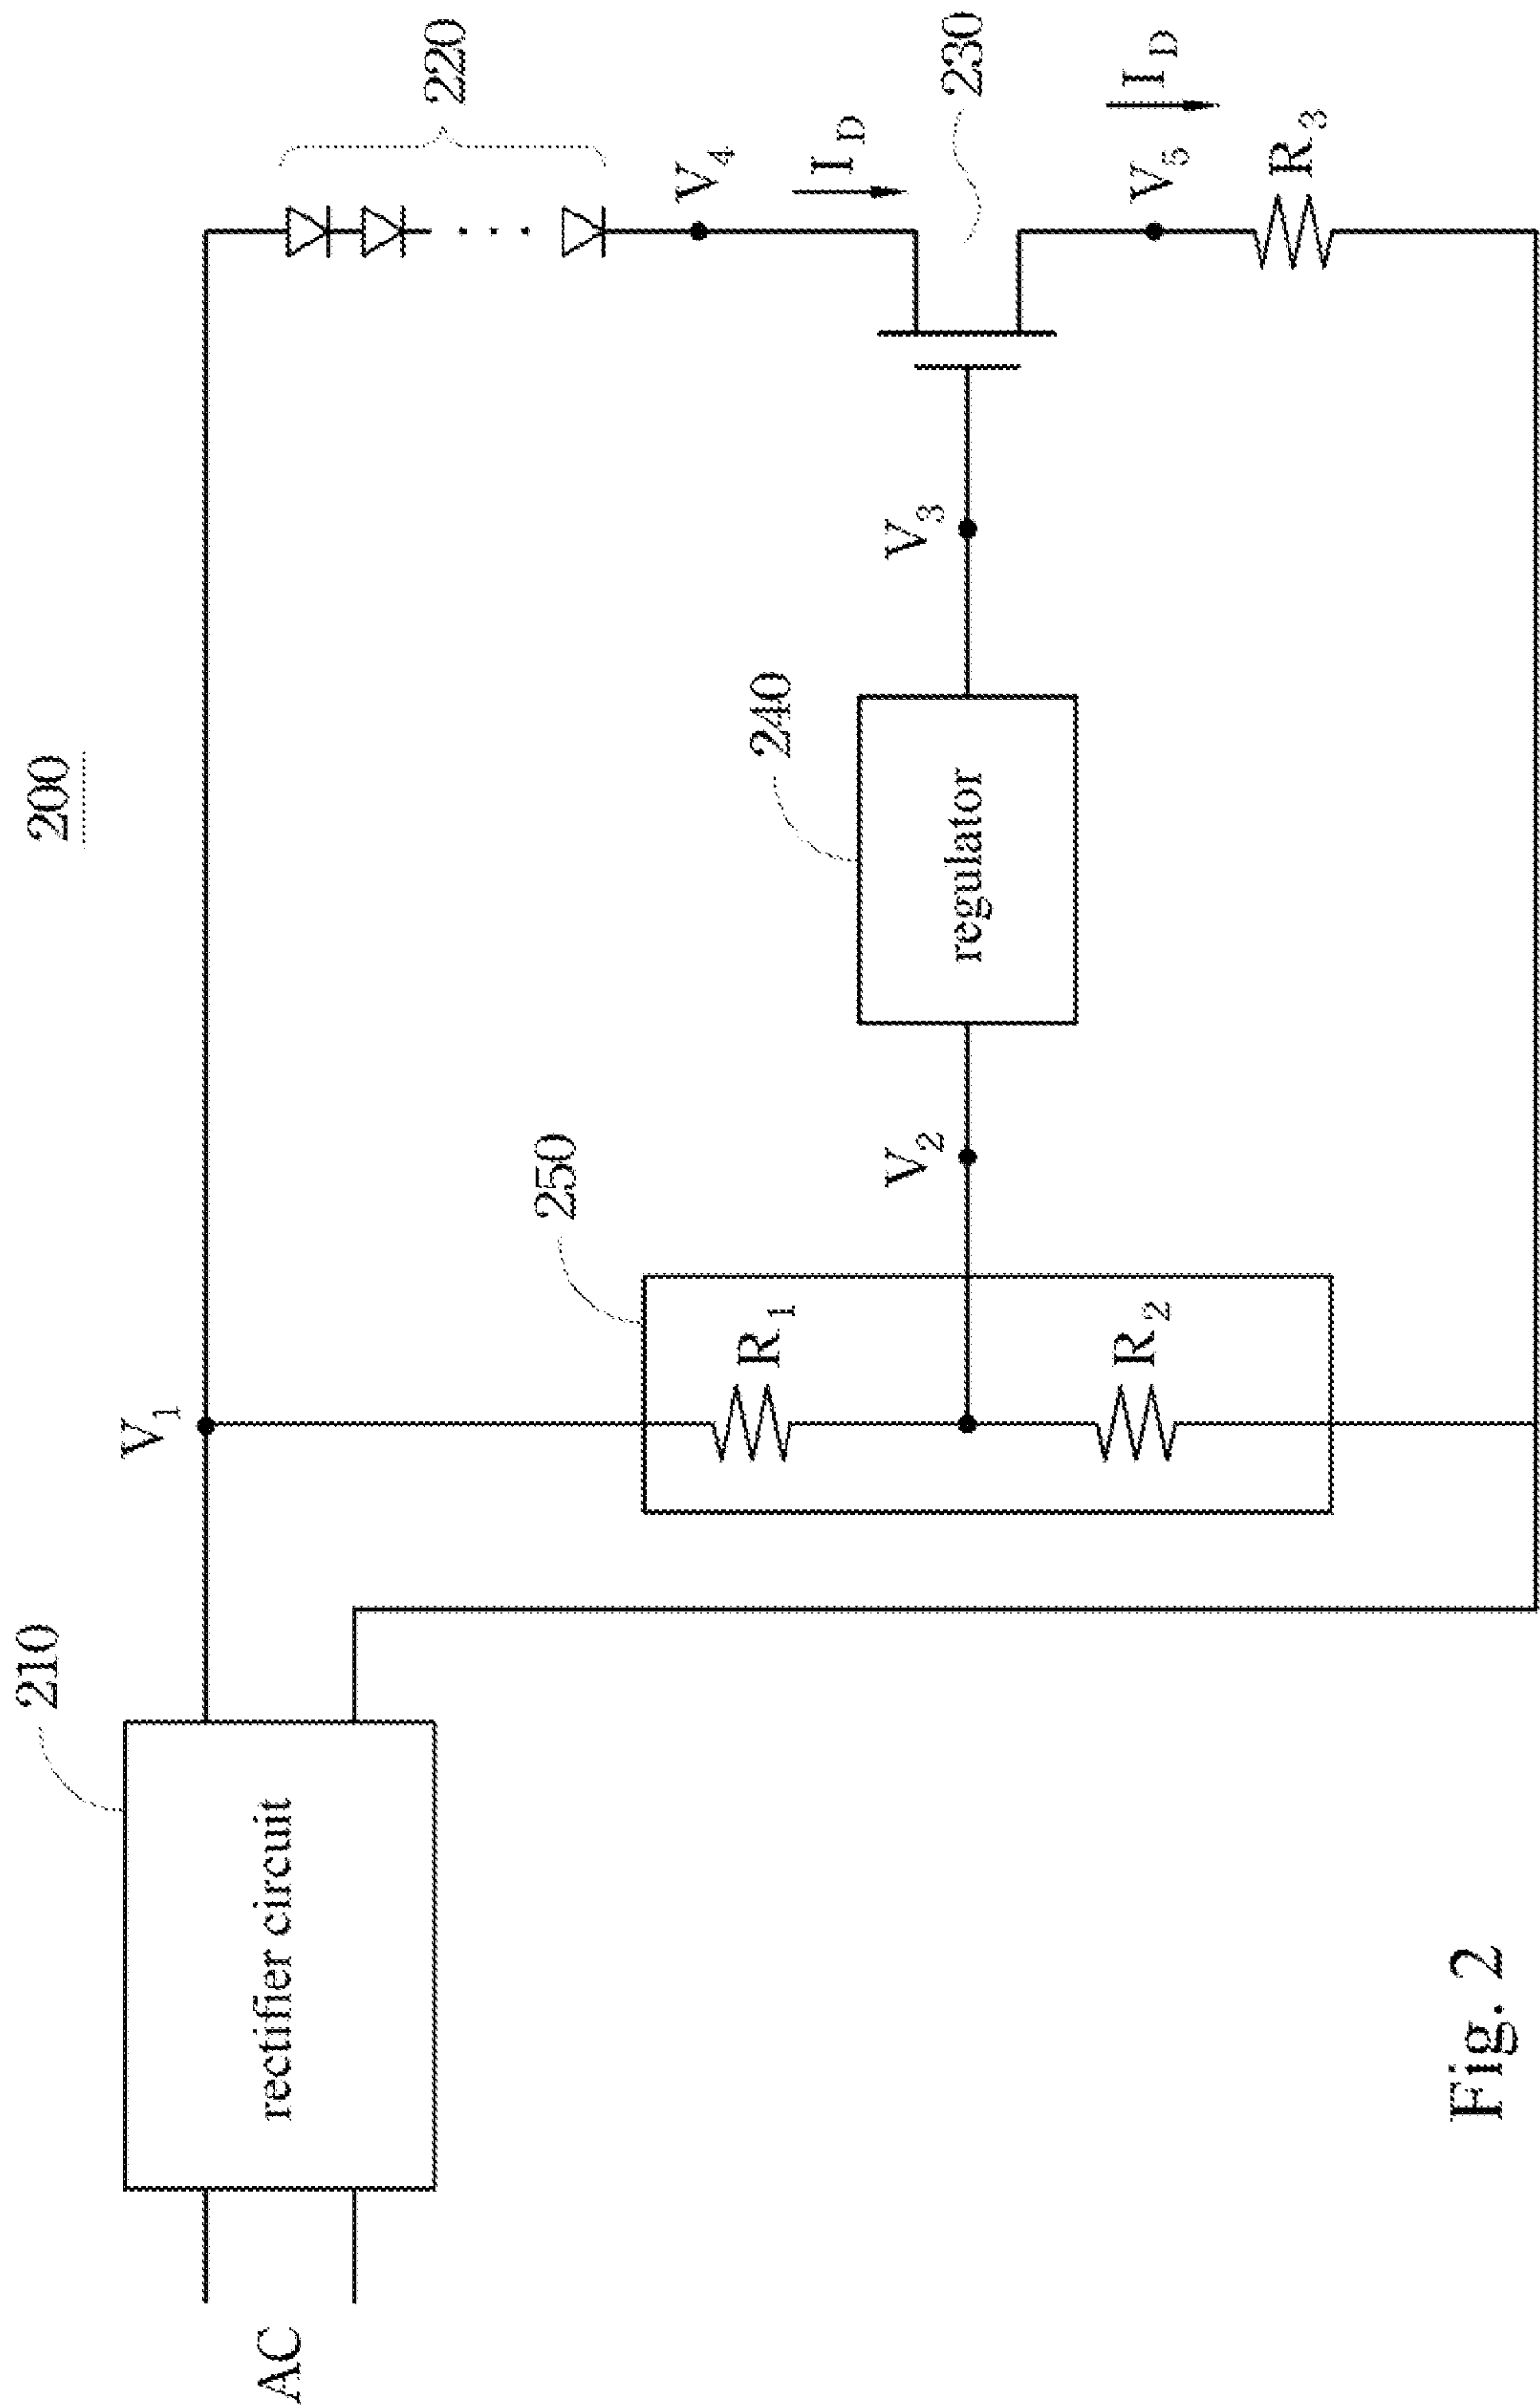 200
210
rectifier circuit
AC
V1
250
R1
R2
V2
240
regulator
V3
220
V4
ID
230
V5
ID
R3
Fig. 2